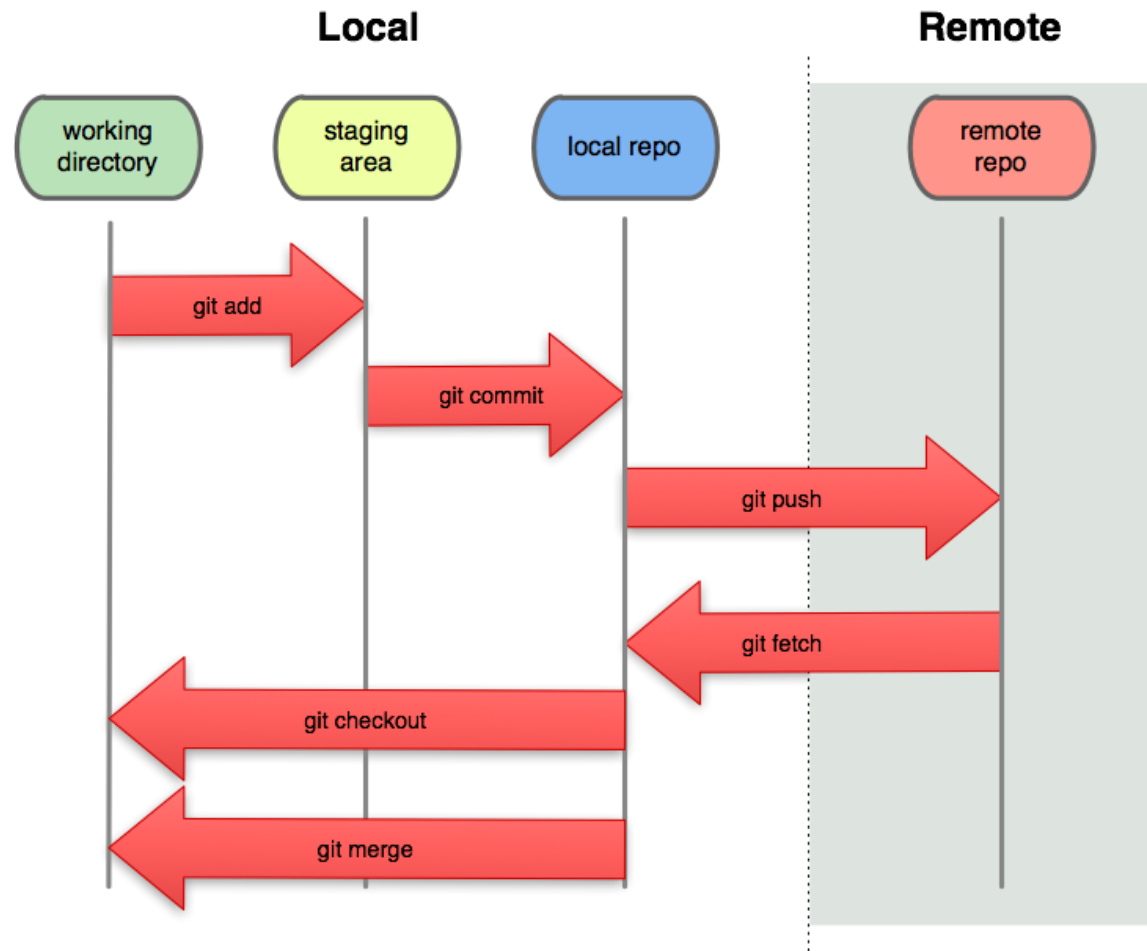 Local
Remote
working
directory
staging
area
local repo
remote
repo
git add
git commit
git push
git fetch
git checkout
git merge